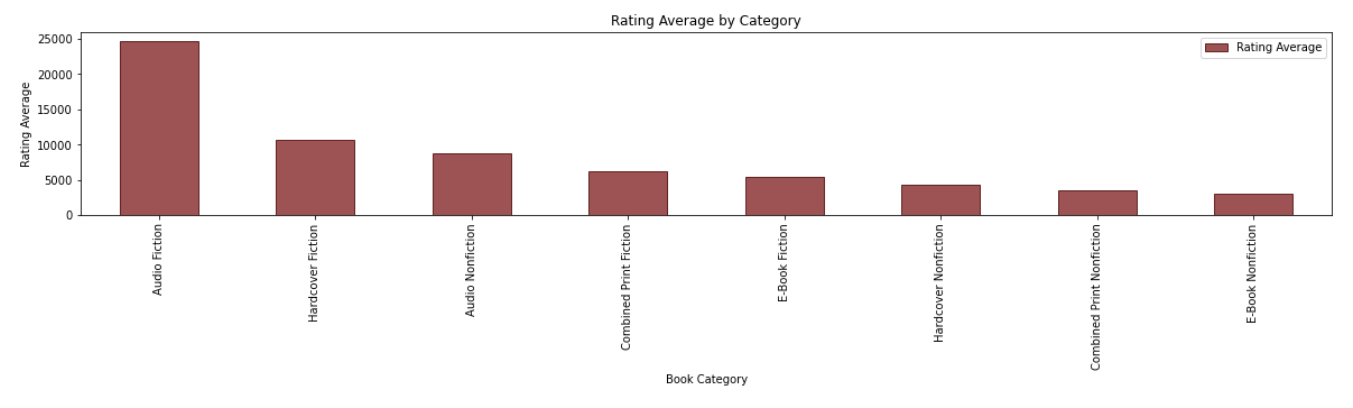 Rating Average by Category
Rating Average
25000
20000
15000
10000
5000
0
Rating Average
Audio Fiction
Hardcover Fiction
Audio Nonfiction
Combined Print Fiction
E-Book Fiction
Hardcover Nonfiction
Combined Print Nonfiction
E-Book Nonfiction
Book Category